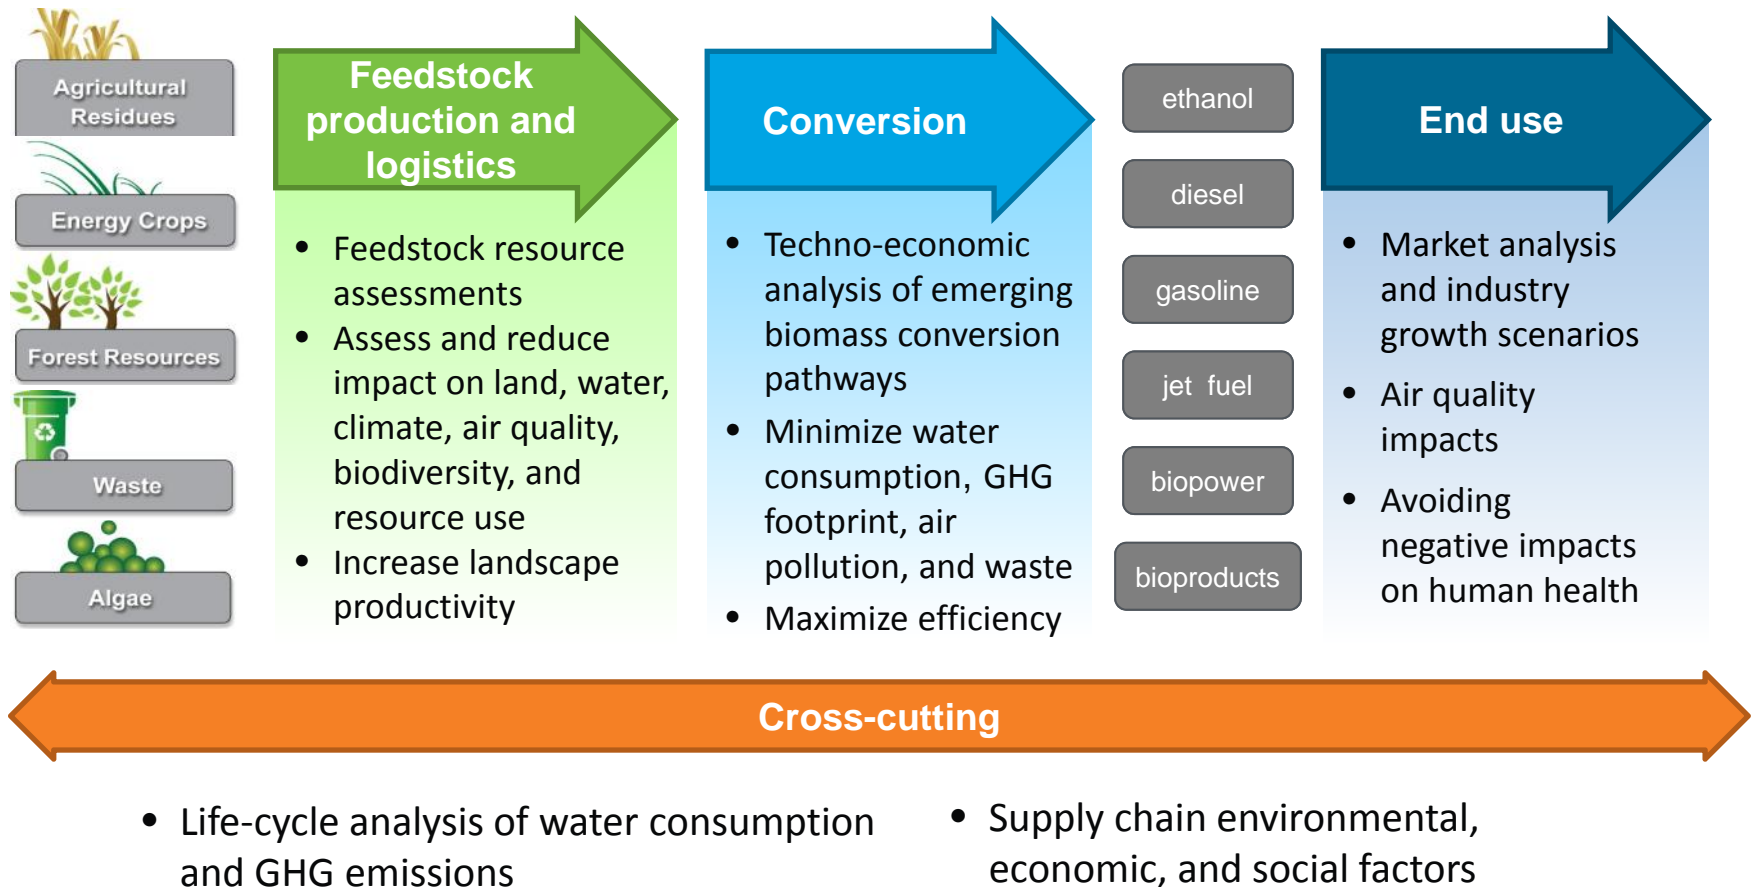 Agricultural
Residues
Energy Crops
Forest Resources
Waste
Algae
Feedstock
production and
logistics
• Feedstock resource
assessments
• Assess and reduce
impact on land, water,
climate, air quality,
biodiversity, and
resource use
• Increase landscape
productivity
Conversion
• Techno-economic
analysis of emerging
biomass conversion
pathways
• Minimize water
consumption, GHG
footprint, air
pollution, and waste
• Maximize efficiency
ethanol
diesel
gasoline
jet fuel
biopower
bioproducts
End use
• Market analysis
and industry
growth scenarios
• Air quality
impacts
• Avoiding
negative impacts
on human health
Cross-cutting
• Life-cycle analysis of water consumption
and GHG emissions
• Supply chain environmental,
economic, and social factors